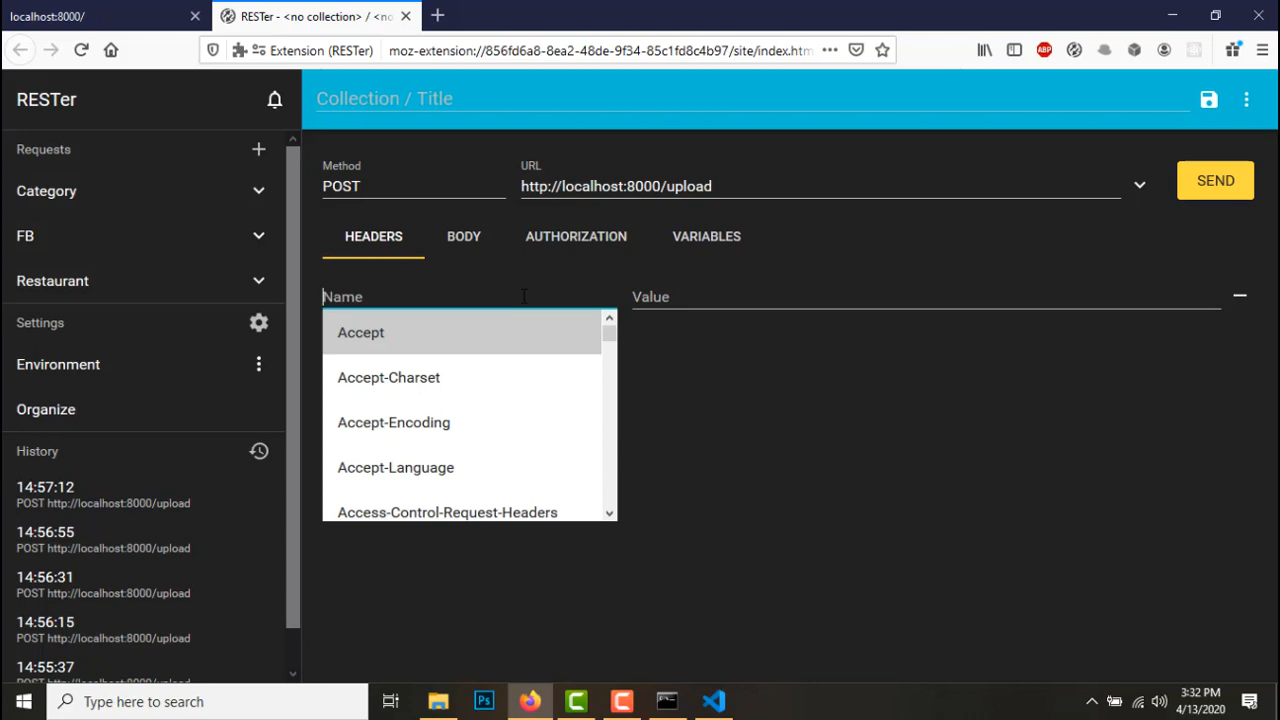 localhost:8000/
RESTer - <no collection> / <no
Extension (RESTer)
moz-extension://856fd6a8-8ea2-48de-9f34-85c1fd8c4b97/site/index.htm
ABP
RESTer
Collection / Title
Requests
Category
FB
Restaurant
Settings
Environment
Organize
History
14:57:12
POST http://localhost:8000/upload
14:56:55
POST http://localhost:8000/upload
14:56:31
POST http://localhost:8000/upload
14:56:15
POST http://localhost:8000/upload
14:55:37
Method
POST
URL
http://localhost:8000/upload
SEND
HEADERS
BODY
AUTHORIZATION
VARIABLES
Name
Value
Accept
Accept-Charset
Accept-Encoding
Accept-Language
Access-Control-Request-Headers
Type here to search
Ps
3:32 PM
4/13/2020